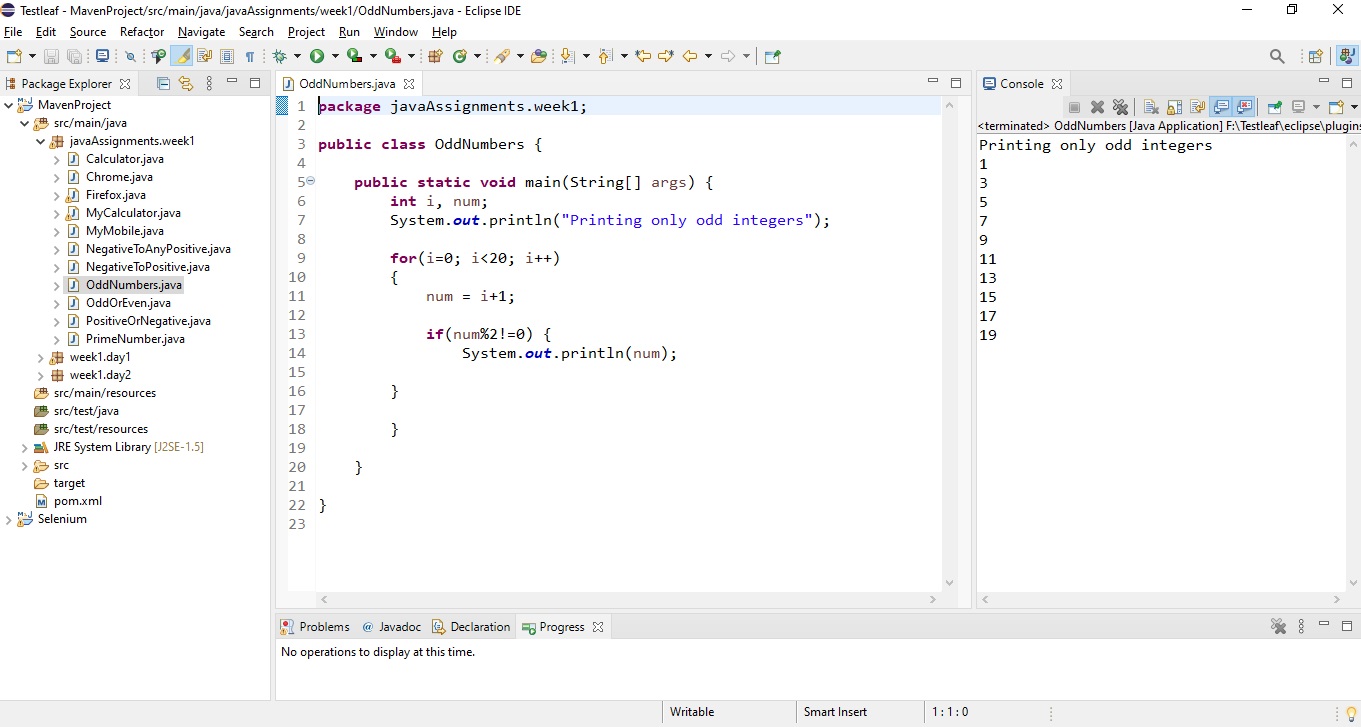 Testleaf - MavenProject/src/main/java/javaAssignments/week1/OddNumbers.java - Eclipse IDE
File Edit Source Refactor Navigate Search Project Run Window Help
Package Explorer
MavenProject
src/main/java
javaAssignments.week1
Calculator.java
Chrome.java
Firefox.java
MyCalculator.java
MyMobile.java
NegativeToAnyPositive.java
NegativeToPositive.java
OddNumbers.java
OddOrEven.java
PositiveOrNegative.java
PrimeNumber.java
week1.day1
week1.day2
src/main/resources
src/test/java
src/test/resources
JRE System Library [J2SE-1.5]
src
target
pom.xml
Selenium
OddNumbers.java
1 package javaAssignments.week1;
2
3 public class OddNumbers {
4
5 public static void main(String[] args) {
6 int i, num;
7 System.out.println("Printing only odd integers");
8
9 for(i=0; i<20; i++)
10 {
11 num = i+1;
12
13 if(num%2!=0) {
14 System.out.println(num);
15
16 }
17
18 }
19
20 }
21
22 }
23
Console
<terminated> OddNumbers [Java Application] F:\Testleaf\eclipse\plugins
Printing only odd integers
1
3
5
7
9
11
13
15
17
19
Problems @ Javadoc Declaration Progress
No operations to display at this time.
Writable Smart Insert 1 : 1 : 0